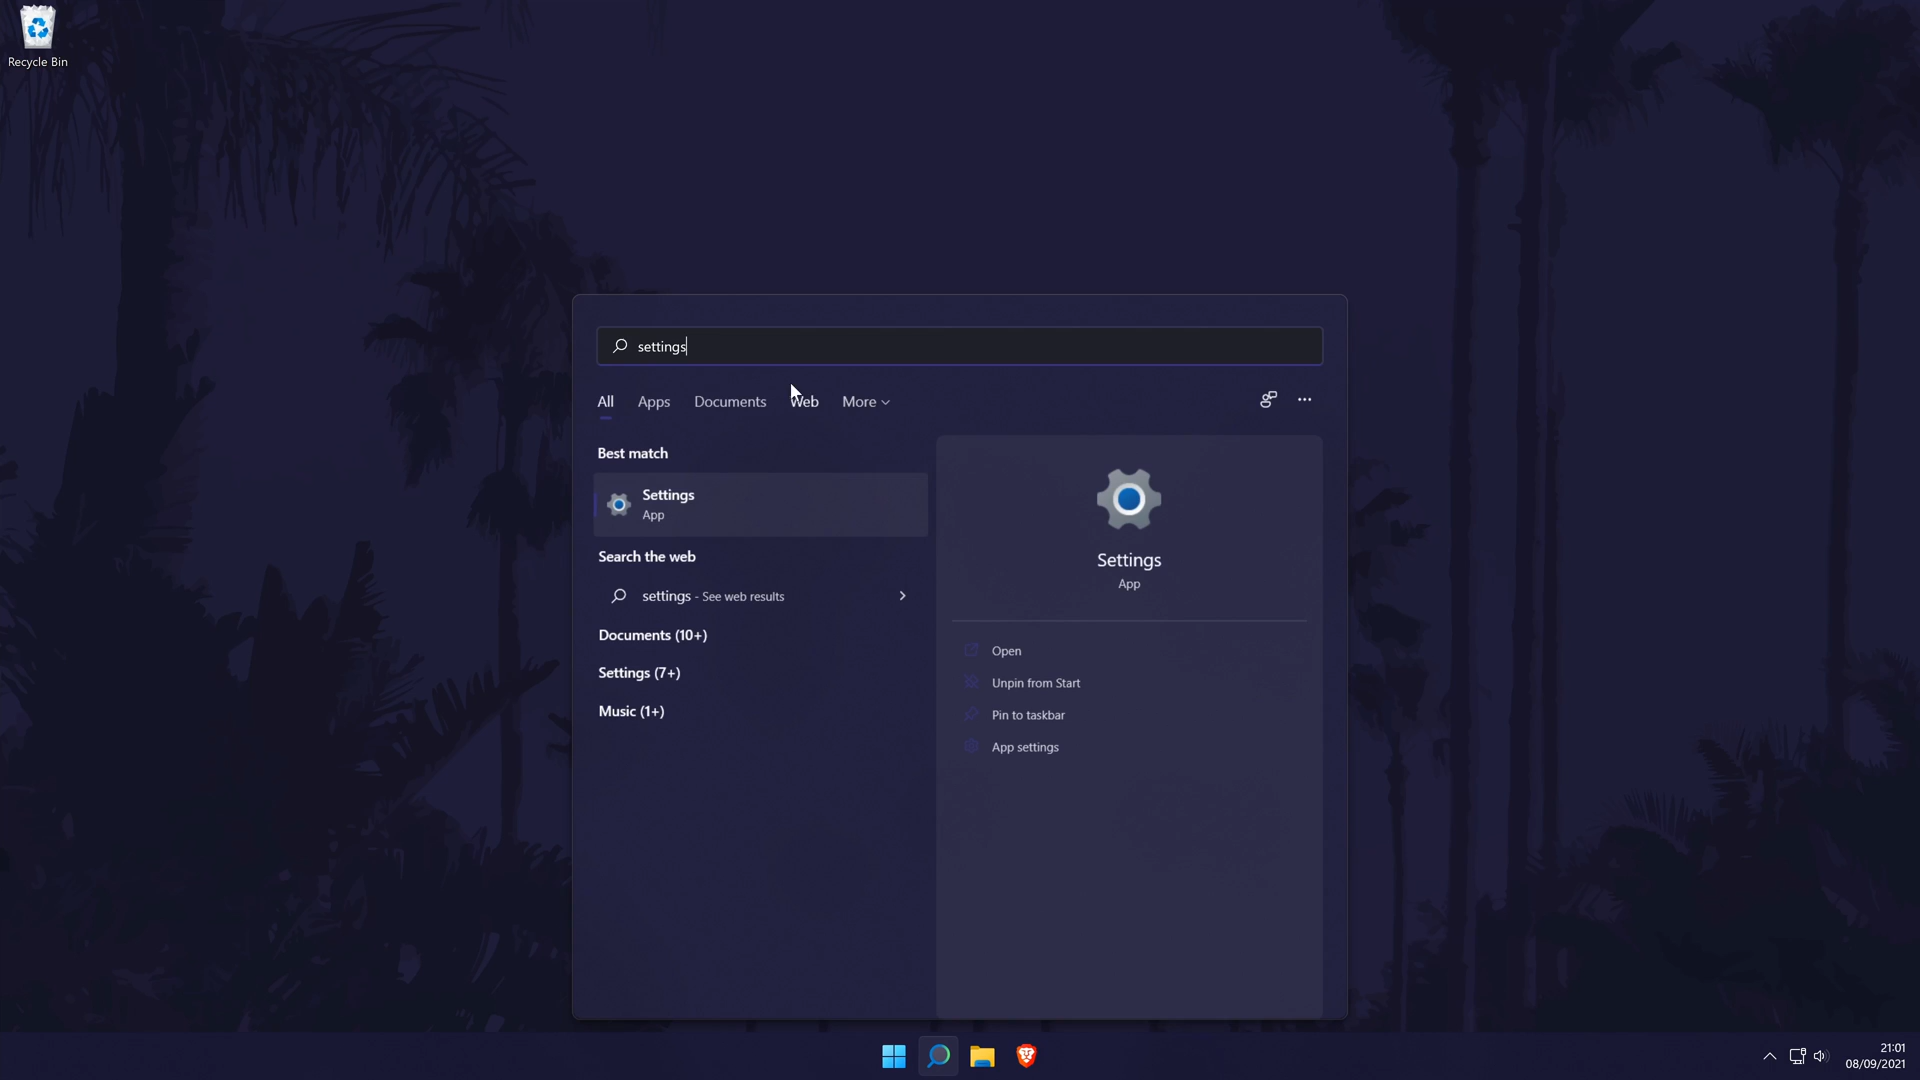 Recycle Bin
settings
All Apps Documents Web More
Best match
Settings
App
Search the web
settings - See web results
Documents (10+)
Settings (7+)
Music (1+)
Settings
App
Open
Unpin from Start
Pin to taskbar
App settings
21:01
08/09/2021